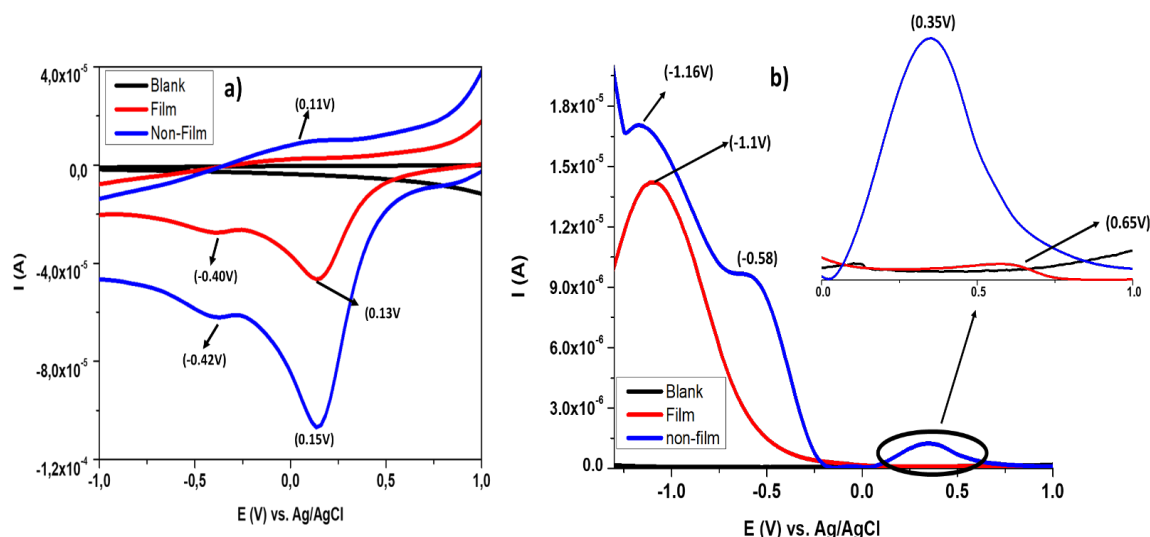 a)
4,0x10⁻⁵
0,0
-4,0x10⁻⁵
-8,0x10⁻⁵
-1,2x10⁻⁴
I (A)
Blank
Film
Non-Film
(0.11V)
(-0.40V)
(0.13V
(-0.42V)
(0.15V)
-1,0
-0,5
0,0
0,5
1,0
E (V) vs. Ag/AgCl
b)
1.8x10⁻⁵
1.5x10⁻⁵
1.2x10⁻⁵
9.0x10⁻⁶
6.0x10⁻⁶
3.0x10⁻⁶
0.0
I (A)
(-1.16V)
(-1.1V)
(-0.58)
Blank
Film
non-film
(0.35V)
(0.65V)
0.0
0.5
1.0
-1.0
-0.5
0.0
0.5
1.0
E (V) vs. Ag/AgCl